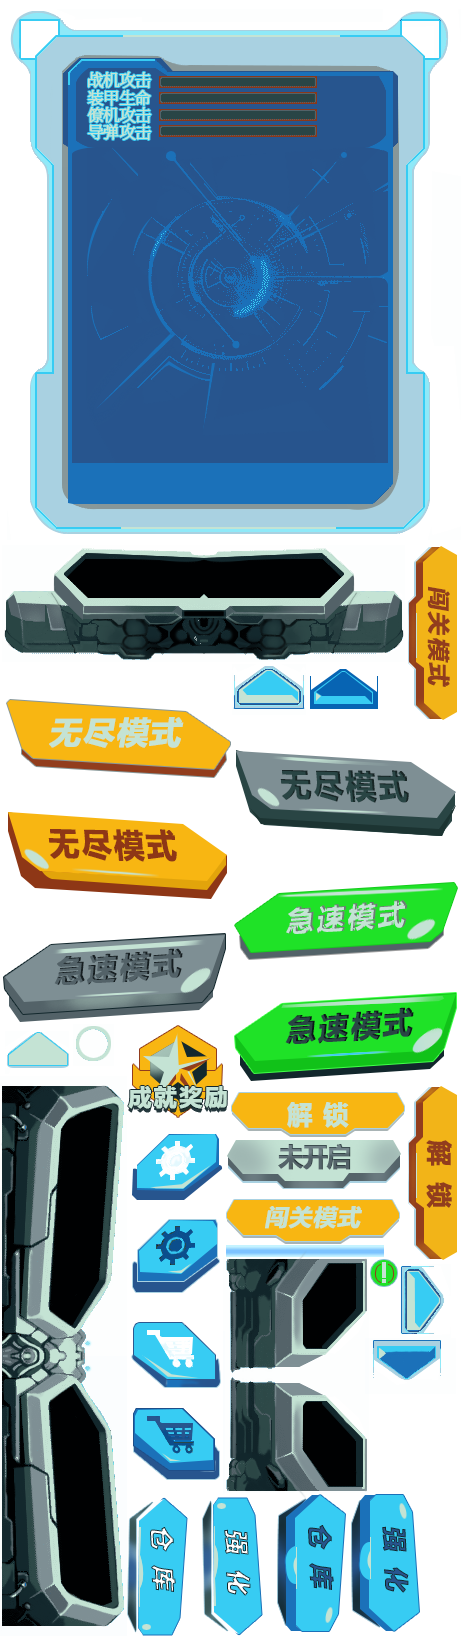 战机攻击
装甲生命
僚机攻击
导弹攻击
闯关模式
无尽模式
无尽模式
无尽模式
急速模式
急速模式
急速模式
成就奖励
解锁
未开启
解锁
闯关模式
仓库
强化
仓库
强化